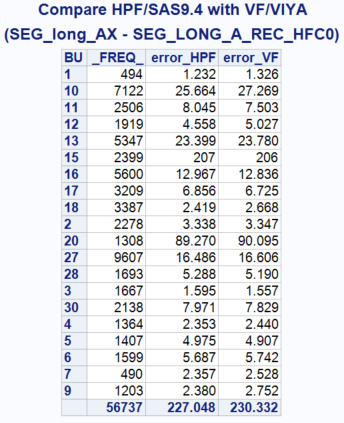 Compare HPF/SAS9.4 with VF/VIYA
(SEG_long_AX - SEG_LONG_A_REC_HFC0)
BU _FREQ_ error_HPF error_VF
1 494 1.232 1.326
10 7122 25.664 27.269
11 2506 8.045 7.503
12 1919 4.558 5.027
13 5347 23.399 23.780
15 2399 207 206
16 5600 12.967 12.836
17 3209 6.856 6.725
18 3387 2.419 2.668
2 2278 3.338 3.347
20 1308 89.270 90.095
27 9607 16.486 16.606
28 1693 5.288 5.190
3 1667 1.595 1.557
30 2138 7.971 7.829
4 1364 2.353 2.440
5 1407 4.975 4.907
6 1599 5.687 5.742
7 490 2.357 2.528
9 1203 2.380 2.752
56737 227.048 230.332